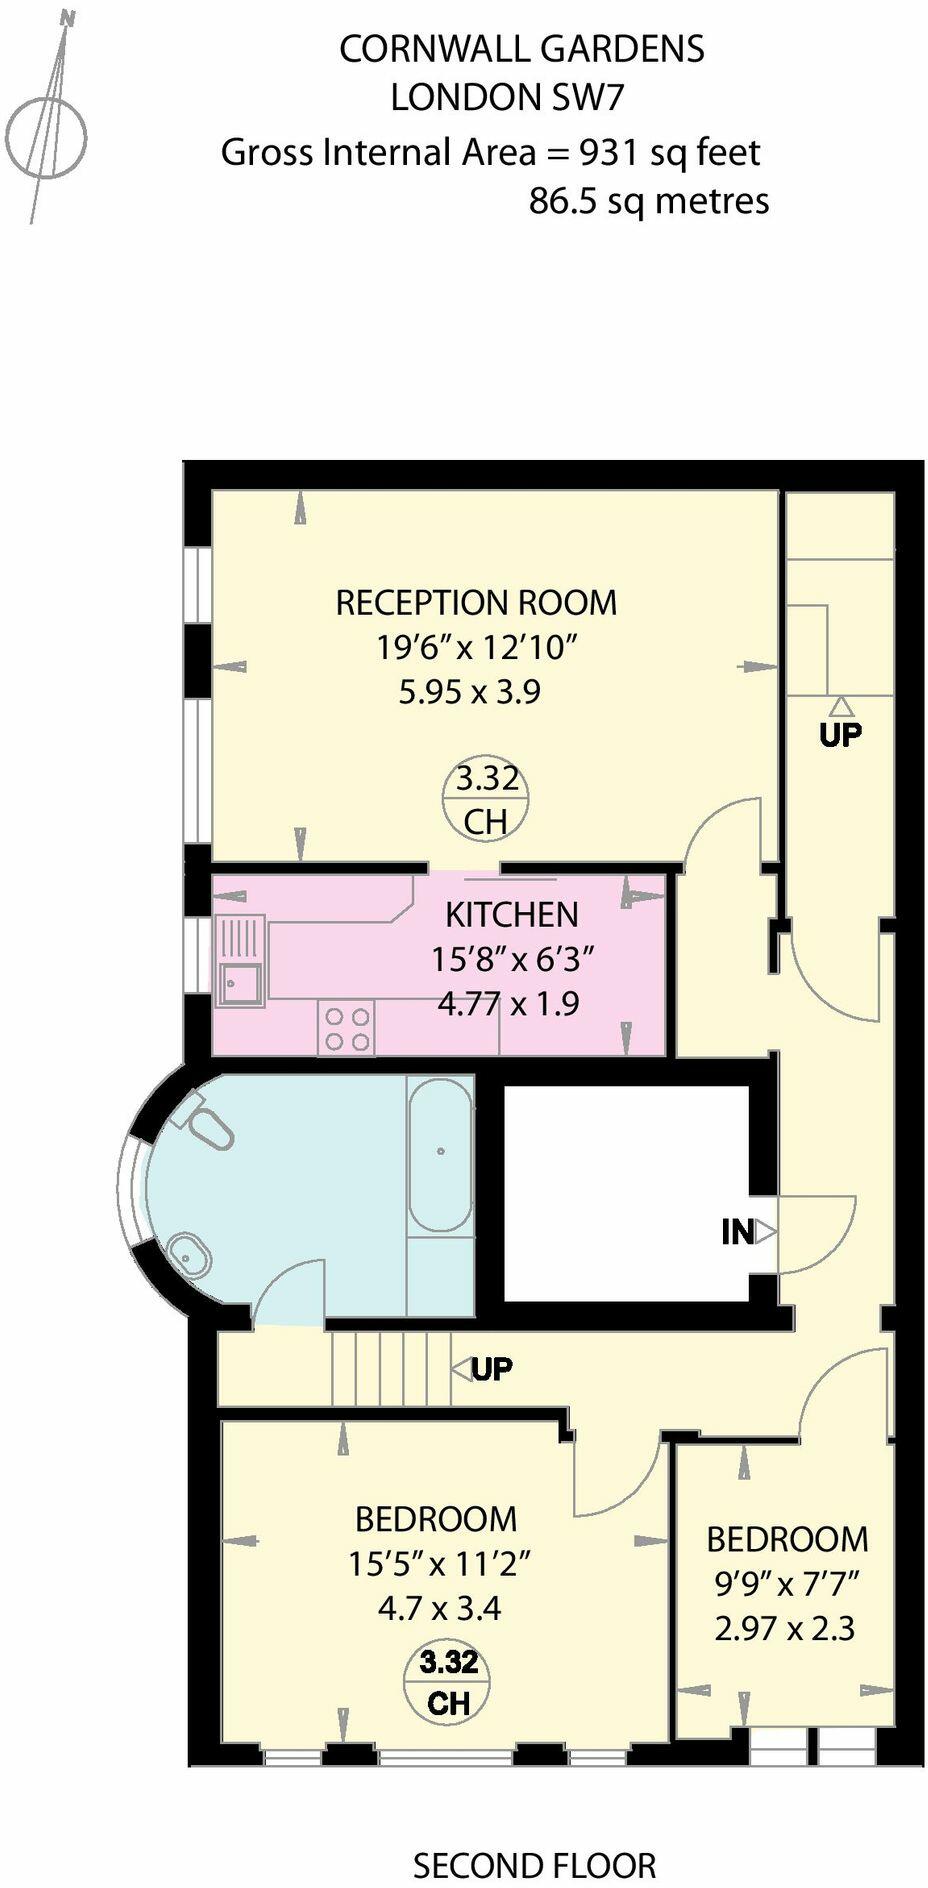 N
CORNWALL GARDENS
LONDON SW7
Gross Internal Area = 931 sq feet
86.5 sq metres
RECEPTION ROOM
19’6” x 12’10”
5.95 x 3.9
3.32
CH
UP
KITCHEN
15’8” x 6’3”
4.77 x 1.9
IN
UP
BEDROOM
15’5” x 11’2”
4.7 x 3.4
3.32
CH
BEDROOM
9’9” x 7’7”
2.97 x 2.3
SECOND FLOOR